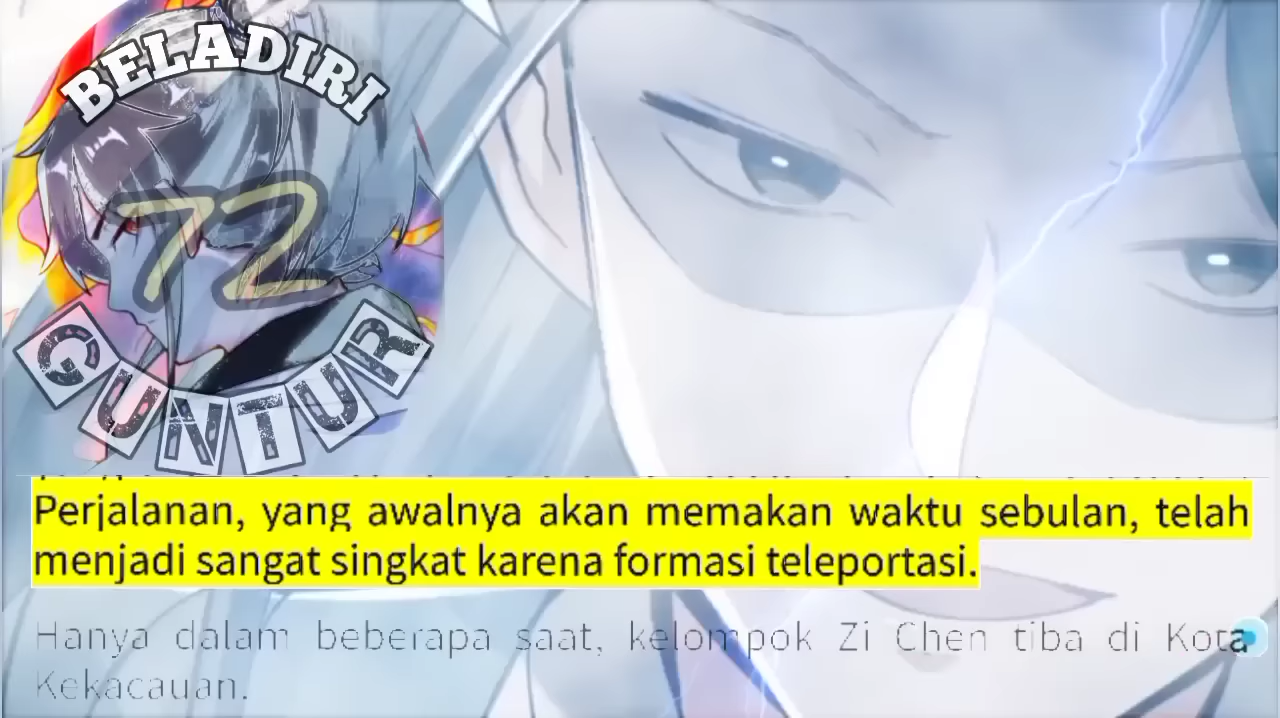 BELADIRI
72
GUNTUR
Perjalanan, yang awalnya akan memakan waktu sebulan, telah
menjadi sangat singkat karena formasi teleportasi.
Hanya dalam beberapa saat, kelompok Zi Chen tiba di Kota
Kekacauan.